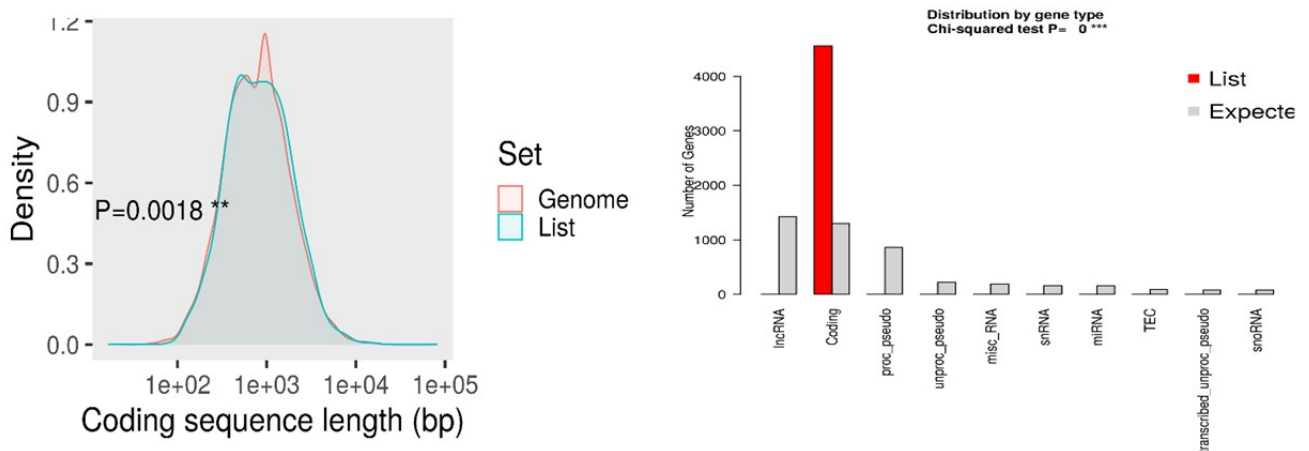 1.2
0.9
0.6
0.3
0.0
Density
P=0.0018 **
1e+02 1e+03 1e+04 1e+05
Coding sequence length (bp)
Set
Genome
List
Distribution by gene type
Chi-squared test P= 0 ***
List
Expecte
Number of Genes
4000
3000
2000
1000
0
lncRNA
Coding
proc_pseudo
unproc_pseudo
misc_RNA
snRNA
miRNA
TEC
transcribed_unproc_pseudo
snoRNA